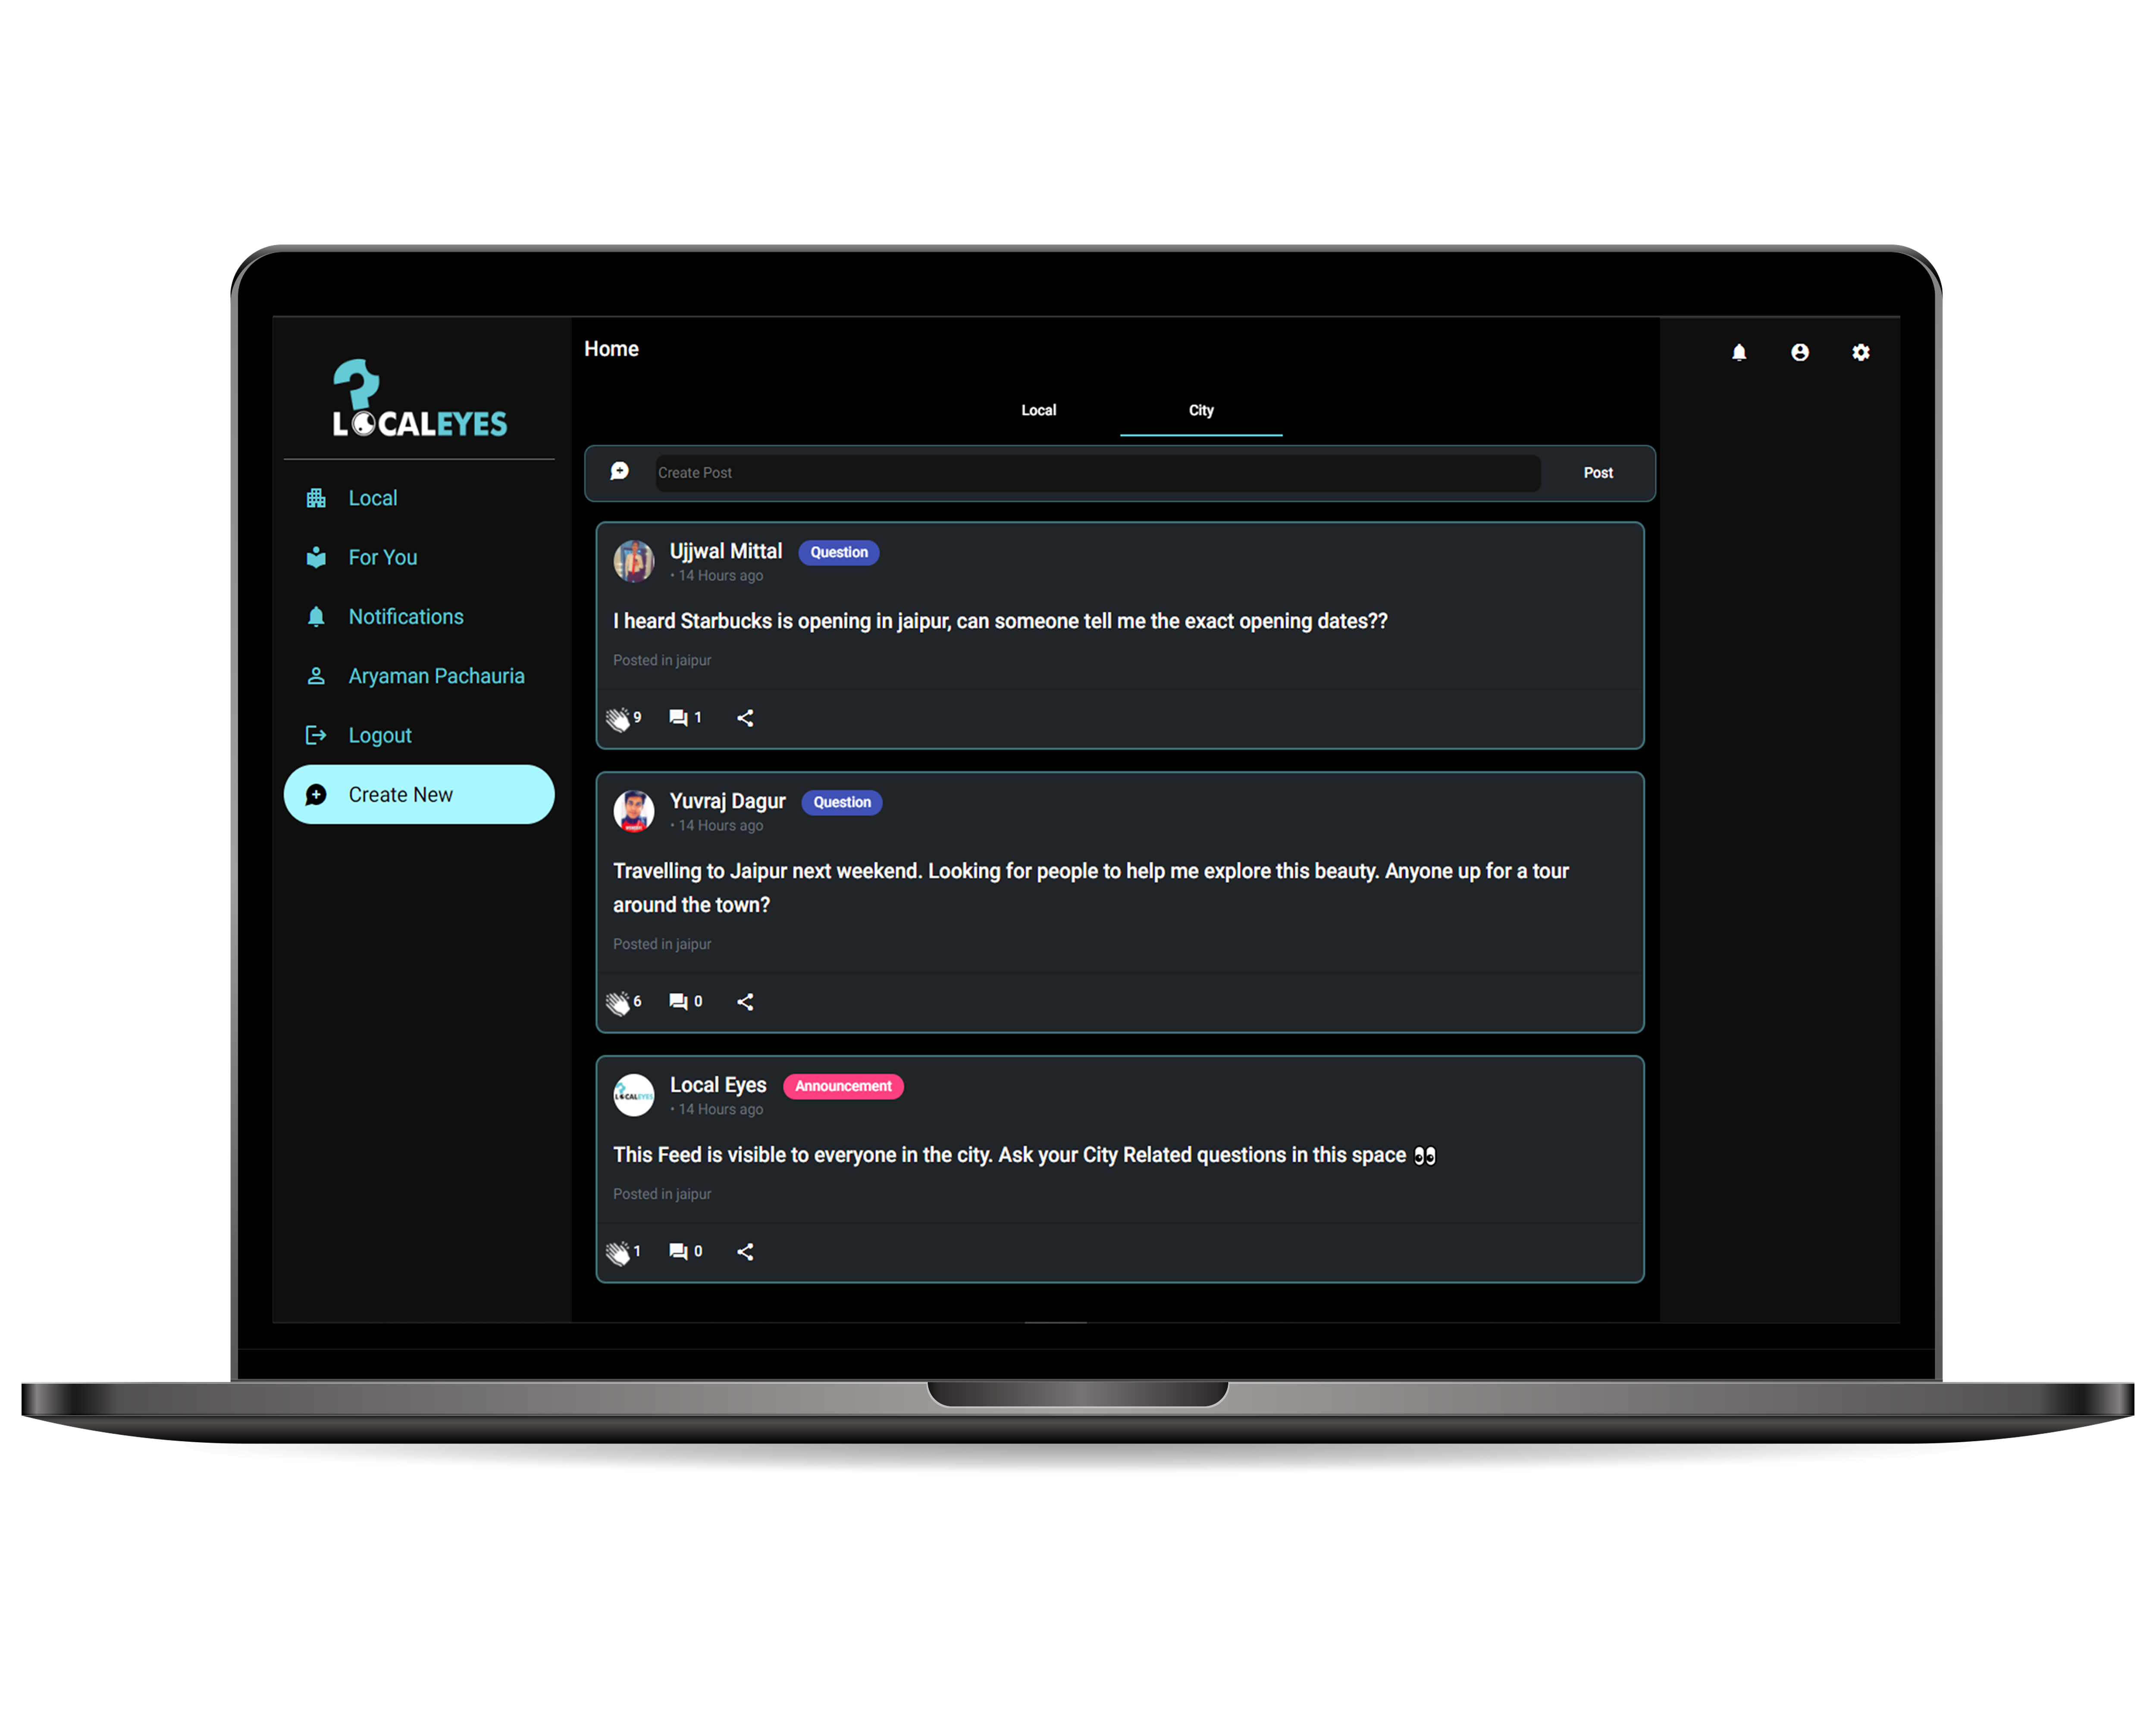 LOCALEYES
Local
For You
Notifications
Aryaman Pachauria
Logout
Create New
Home
Local City
Create Post Post
Ujjwal Mittal Question
• 14 Hours ago
I heard Starbucks is opening in jaipur, can someone tell me the exact opening dates??
Posted in jaipur
9 1
Yuvraj Dagur Question
• 14 Hours ago
Travelling to Jaipur next weekend. Looking for people to help me explore this beauty. Anyone up for a tour
around the town?
Posted in jaipur
6 0
LOCALEYES
Local Eyes Announcement
• 14 Hours ago
This Feed is visible to everyone in the city. Ask your City Related questions in this space 👀
Posted in jaipur
1 0